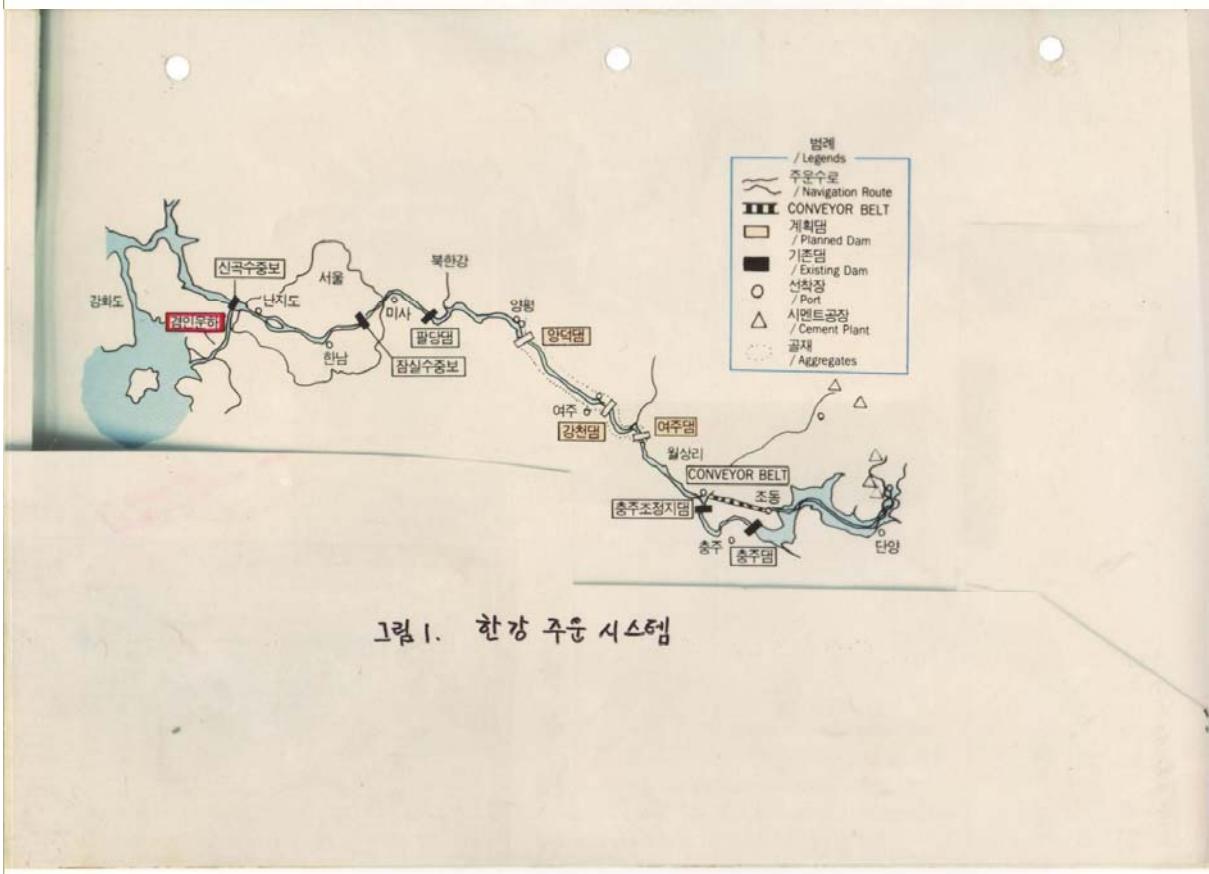 범례
/ Legends
주운수로
/ Navigation Route
CONVEYOR BELT
계획댐
/ Planned Dam
기존댐
/ Existing Dam
선착장
/ Port
시멘트공장
/ Cement Plant
골재
/ Aggregates
강화도
신곡수중보
경인운하
난지도
서울
한남
미사
잠실수중보
북한강
팔당댐
양평
양덕댐
여주
강천댐
여주댐
월상리
CONVEYOR BELT
조동
충주조정지댐
충주
충주댐
단양
그림 1. 한강 주운 시스템